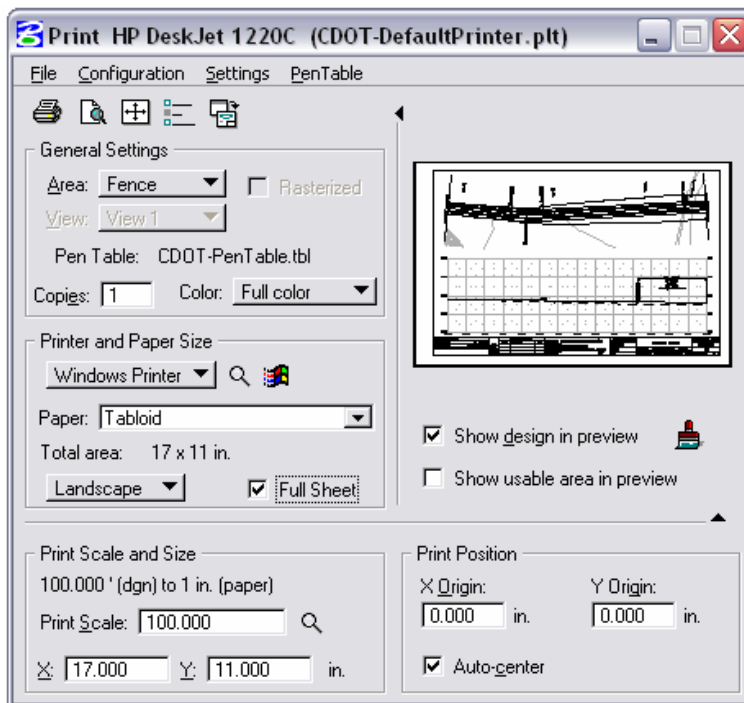 Print HP DeskJet 1220C (CDOT-DefaultPrinter.plt)
File Configuration Settings PenTable
General Settings
Area: Fence Rasterized
View: View 1
Pen Table: CDOT-PenTable.tbl
Copies: 1 Color: Full color
Printer and Paper Size
Windows Printer
Paper: Tabloid
Total area: 17 x 11 in.
Landscape Full Sheet
Show design in preview
Show usable area in preview
Print Scale and Size
100.000 ' (dgn) to 1 in. (paper)
Print Scale: 100.000
X: 17.000 Y: 11.000 in.
Print Position
X Origin: Y Origin:
0.000 in. 0.000 in.
Auto-center